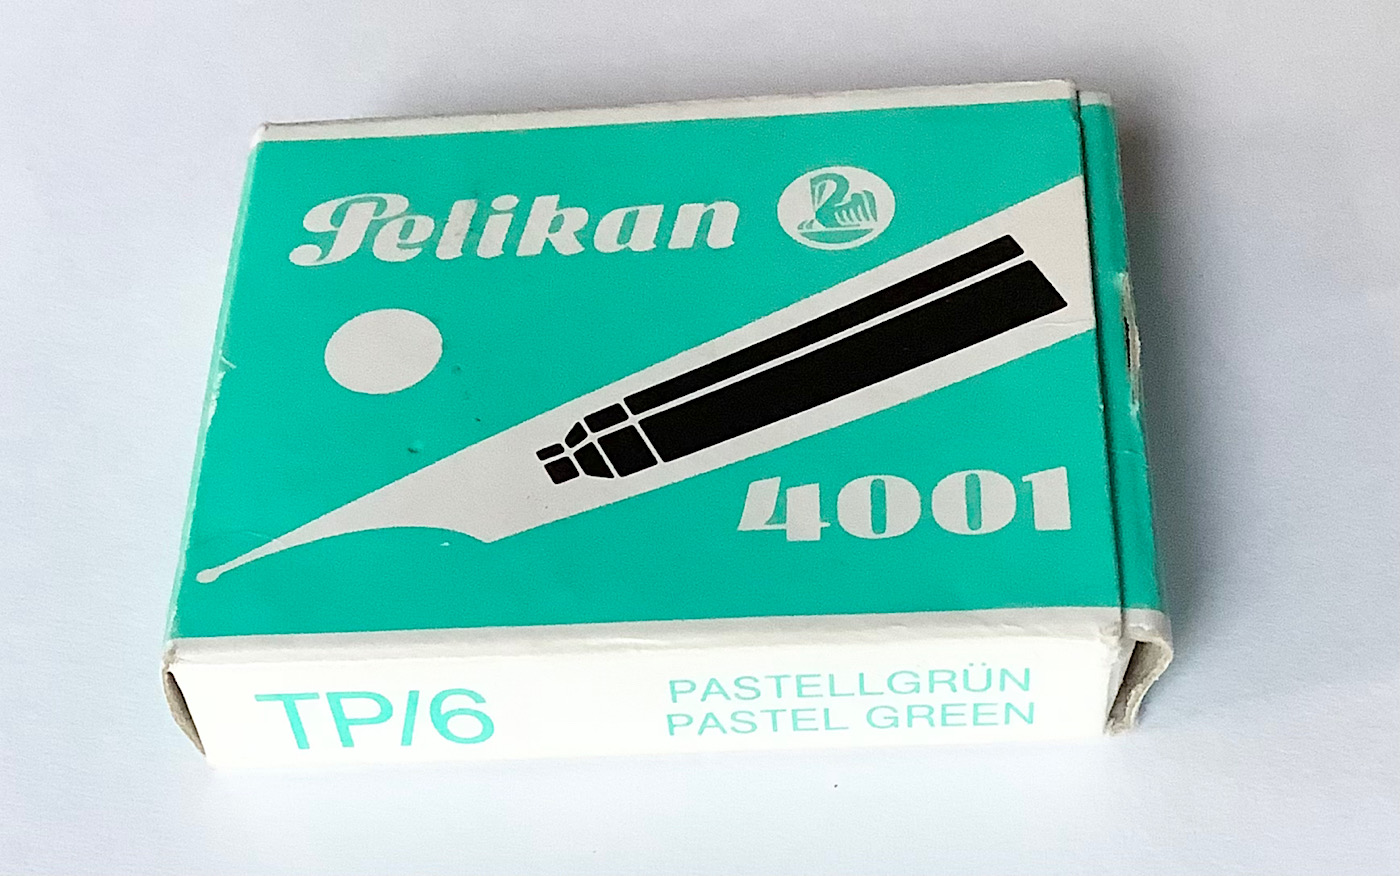 Pelikan
4001
TP/6
PASTELLGRÜN
PASTEL GREEN